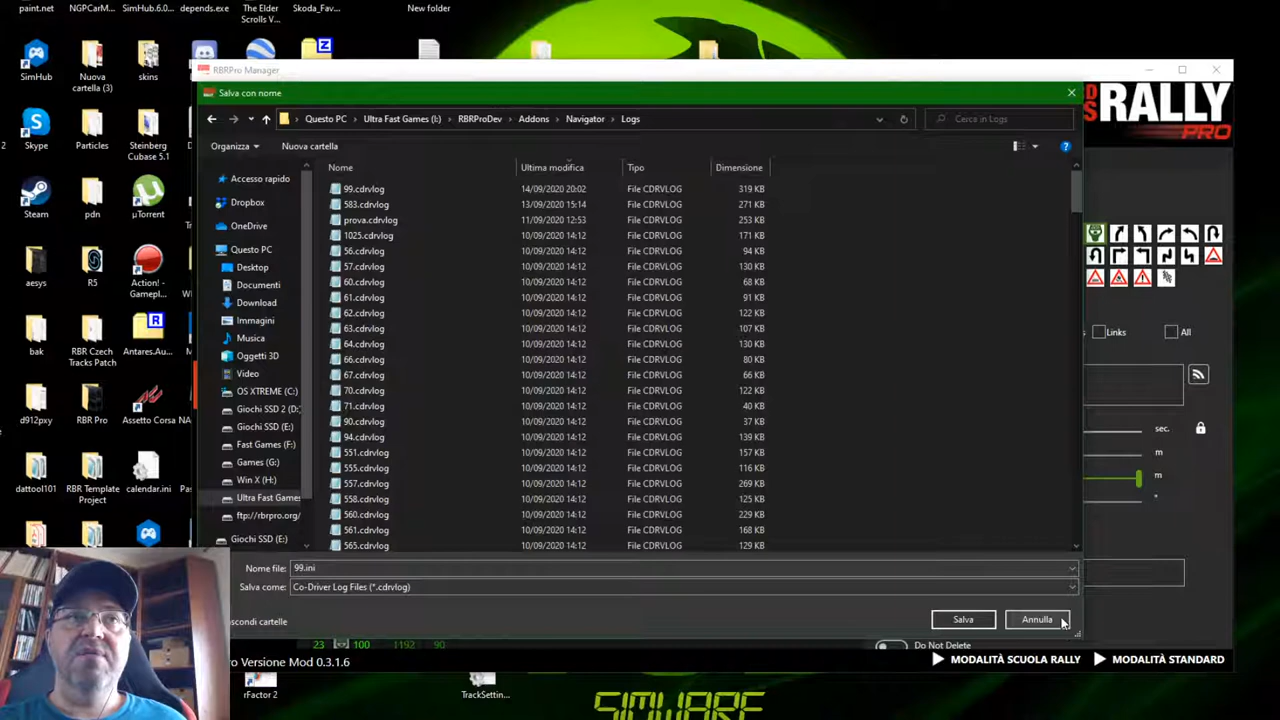 paint.net NGPCarM... SimHub.6.0... depends.exe The Elder Scrolls V... Skoda_Fav... New folder
SimHub
Nuova cartella (3)
skins
RBRPro Manager
Salva con nome
RALLY
PRO
Questo PC > Ultra Fast Games (I:) > RBRProDev > Addons > Navigator > Logs
Cerca in Logs
Organizza Nuova cartella
Nome Ultima modifica Tipo Dimensione
99.cdrvlog 14/09/2020 20:02 File CDRVLOG 319 KB
583.cdrvlog 13/09/2020 15:14 File CDRVLOG 271 KB
prova.cdrvlog 11/09/2020 12:53 File CDRVLOG 253 KB
1025.cdrvlog 10/09/2020 14:12 File CDRVLOG 171 KB
56.cdrvlog 10/09/2020 14:12 File CDRVLOG 94 KB
57.cdrvlog 10/09/2020 14:12 File CDRVLOG 130 KB
60.cdrvlog 10/09/2020 14:12 File CDRVLOG 68 KB
61.cdrvlog 10/09/2020 14:12 File CDRVLOG 91 KB
62.cdrvlog 10/09/2020 14:12 File CDRVLOG 122 KB
63.cdrvlog 10/09/2020 14:12 File CDRVLOG 107 KB
64.cdrvlog 10/09/2020 14:12 File CDRVLOG 130 KB
66.cdrvlog 10/09/2020 14:12 File CDRVLOG 80 KB
67.cdrvlog 10/09/2020 14:12 File CDRVLOG 66 KB
70.cdrvlog 10/09/2020 14:12 File CDRVLOG 122 KB
71.cdrvlog 10/09/2020 14:12 File CDRVLOG 40 KB
90.cdrvlog 10/09/2020 14:12 File CDRVLOG 37 KB
94.cdrvlog 10/09/2020 14:12 File CDRVLOG 139 KB
551.cdrvlog 10/09/2020 14:12 File CDRVLOG 157 KB
555.cdrvlog 10/09/2020 14:12 File CDRVLOG 116 KB
557.cdrvlog 10/09/2020 14:12 File CDRVLOG 269 KB
558.cdrvlog 10/09/2020 14:12 File CDRVLOG 125 KB
560.cdrvlog 10/09/2020 14:12 File CDRVLOG 229 KB
561.cdrvlog 10/09/2020 14:12 File CDRVLOG 168 KB
565.cdrvlog 10/09/2020 14:12 File CDRVLOG 129 KB
Accesso rapido
Dropbox
OneDrive
Questo PC
Desktop
Documenti
Download
Immagini
Musica
Oggetti 3D
Video
OS XTREME (C:)
Giochi SSD 2 (D:)
Giochi SSD (E:)
Fast Games (F:)
Games (G:)
Win X (H:)
Ultra Fast Games
ftp://rbrpro.org/
Giochi SSD (E:)
Nome file: 99.ini
Salva come: Co-Driver Log Files (*.cdrvlog)
scondi cartelle Salva Annulla
2 Skype Particles Steinberg Cubase 5.1
Steam pdn µTorrent
aesys R5 Action! - Gamepl...
bak RBR Czech Tracks Patch Antares.Au...
d912pxy RBR Pro Assetto Corsa NA
dattool101 RBR Template Project calendar.ini Pas
Links All
sec.
m
m
°
23 100 1192 90
Do Not Delete
o Versione Mod 0.3.1.6 MODALITÀ SCUOLA RALLY MODALITÀ STANDARD
rFactor 2 TrackSettin...
SIMWARE